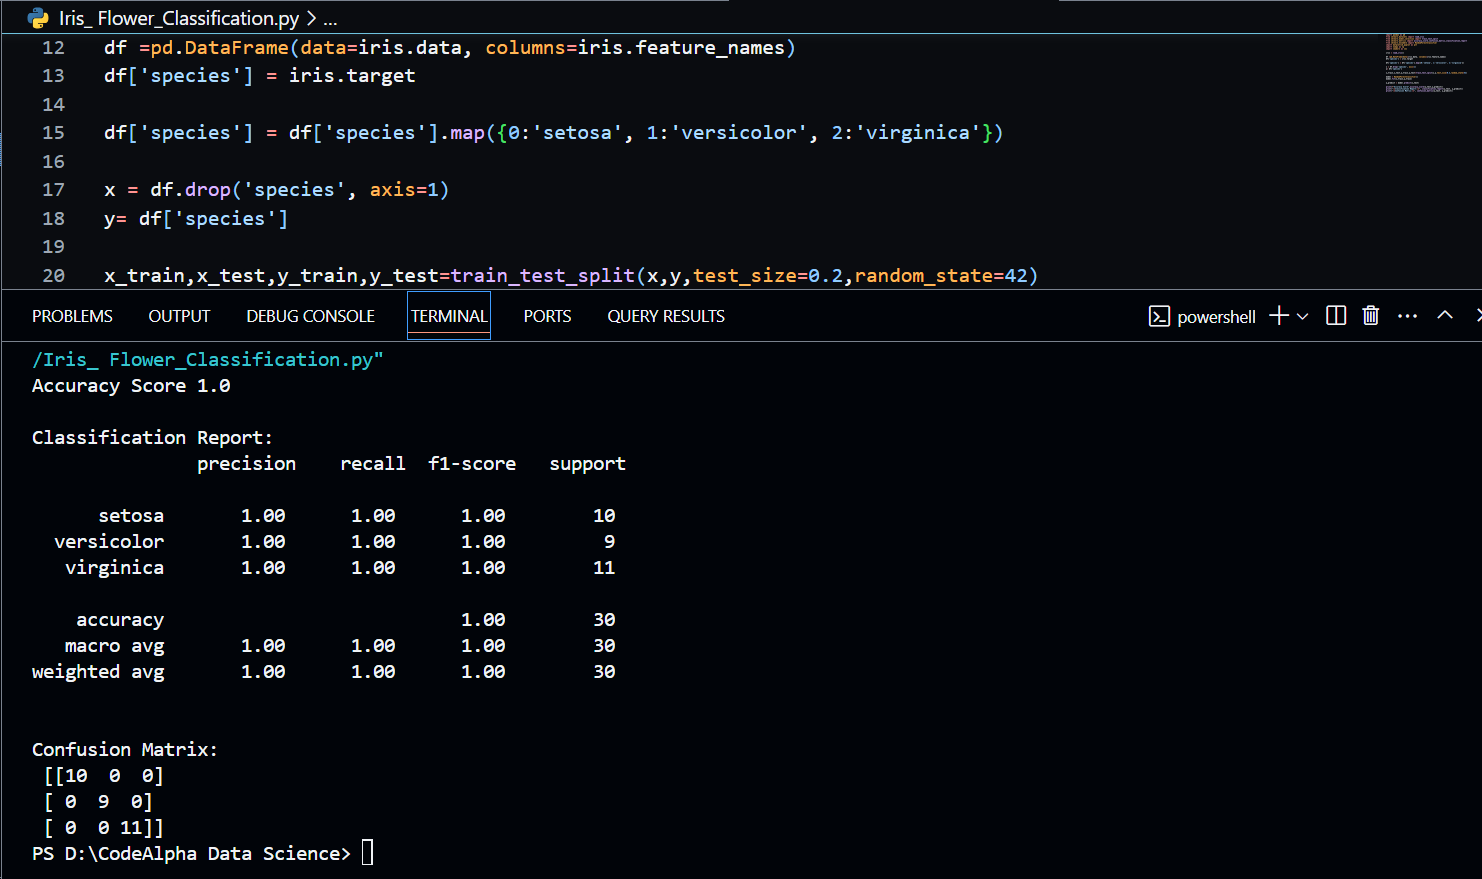 Iris_ Flower_Classification.py > ...
12 df =pd.DataFrame(data=iris.data, columns=iris.feature_names)
13 df['species'] = iris.target
14
15 df['species'] = df['species'].map({0:'setosa', 1:'versicolor', 2:'virginica'})
16
17 x = df.drop('species', axis=1)
18 y= df['species']
19
20 x_train,x_test,y_train,y_test=train_test_split(x,y,test_size=0.2,random_state=42)
PROBLEMS OUTPUT DEBUG CONSOLE TERMINAL PORTS QUERY RESULTS powershell
/Iris_ Flower_Classification.py"
Accuracy Score 1.0
Classification Report:
precision recall f1-score support
setosa 1.00 1.00 1.00 10
versicolor 1.00 1.00 1.00 9
virginica 1.00 1.00 1.00 11
accuracy 1.00 30
macro avg 1.00 1.00 1.00 30
weighted avg 1.00 1.00 1.00 30
Confusion Matrix:
[[10 0 0]
[ 0 9 0]
[ 0 0 11]]
PS D:\CodeAlpha Data Science>